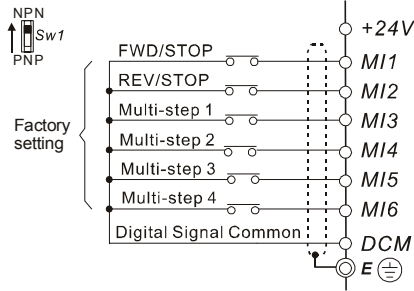 NPN
Sw1
PNP
+24V
FWD/STOP
MI1
REV/STOP
MI2
Multi-step 1
MI3
Factory
setting
Multi-step 2
MI4
Multi-step 3
MI5
Multi-step 4
MI6
Digital Signal Common
DCM
E